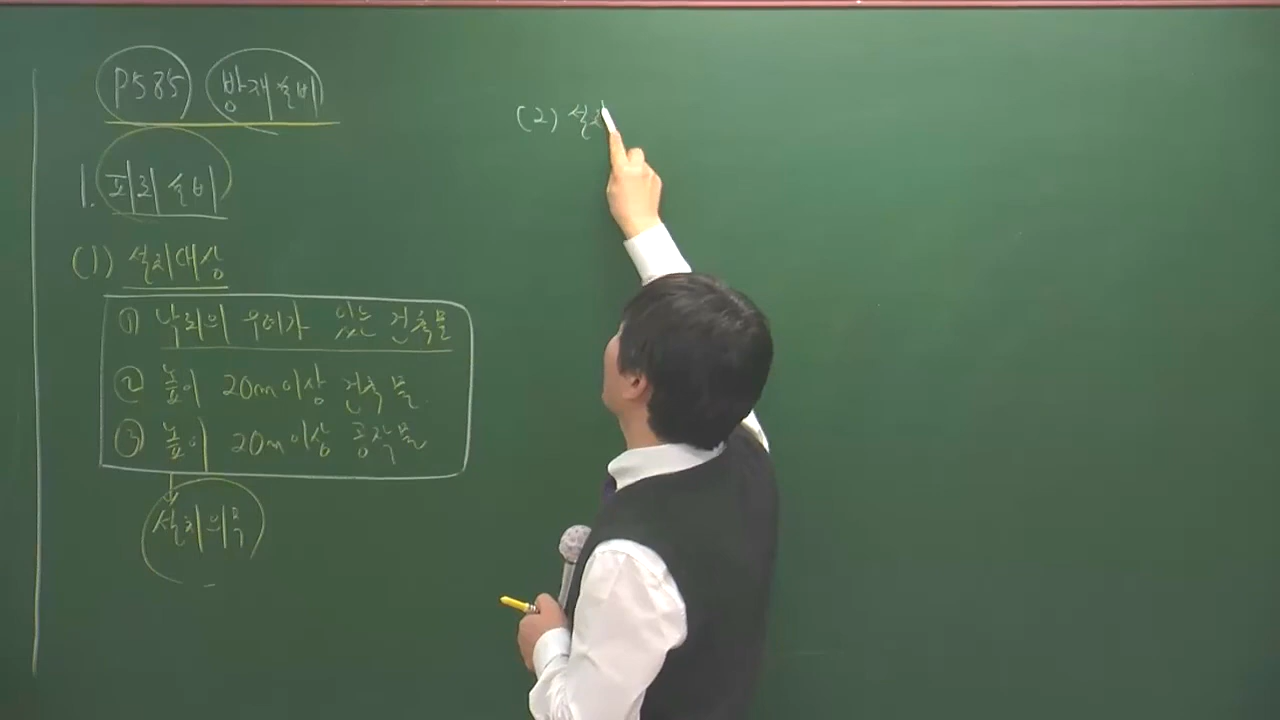 P585 방재설비
1. 피뢰설비
(1) 설치대상
① 낙뢰의 우려가 있는 건축물
② 높이 20m이상 건축물
③ 높이 20m이상 공작물
설치의무
(2) 설치